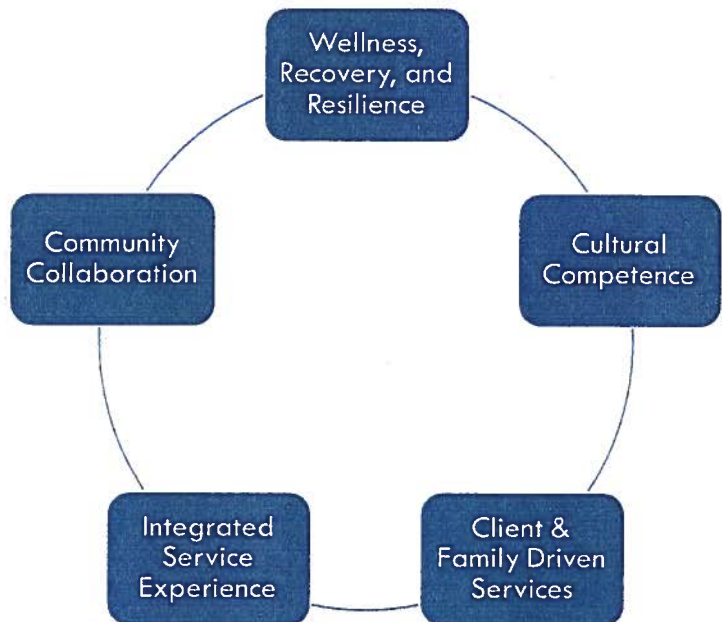 Wellness,
Recovery, and
Resilience
Cultural
Competence
Client &
Family Driven
Services
Integrated
Service
Experience
Community
Collaboration